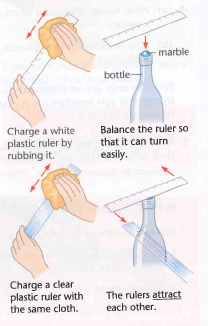 marble
bottle
Charge a white
plastic ruler by
rubbing it.
Balance the ruler so
that it can turn
easily.
Charge a clear
plastic ruler with
the same cloth.
The rulers attract
each other.